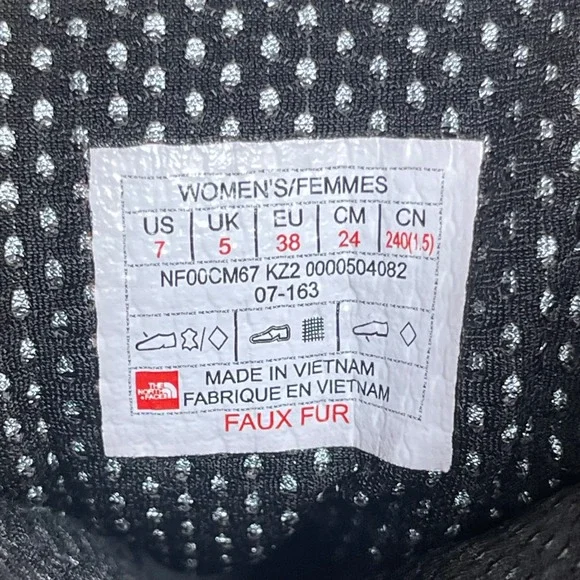 WOMEN'S/FEMMES
US UK EU CM CN
7 5 38 24 240(1.5)
NF00CM67 KZ2 0000504082
07-163
MADE IN VIETNAM
THE NORTH FACE
FABRIQUE EN VIETNAM
FAUX FUR